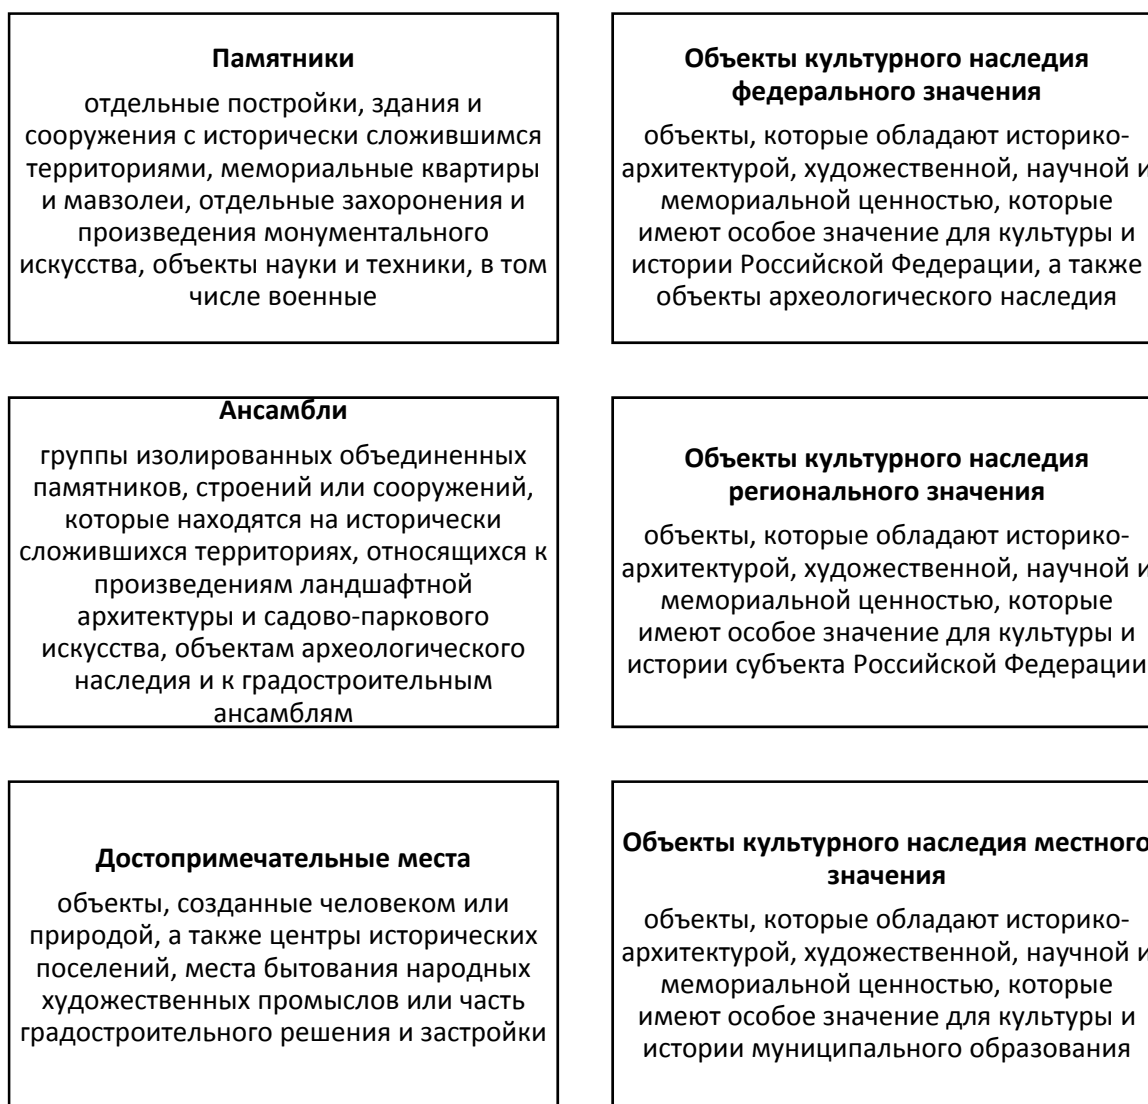 Памятники
отдельные постройки, здания и
сооружения с исторически сложившимся
территориями, мемориальные квартиры
и мавзолеи, отдельные захоронения и
произведения монументального
искусства, объекты науки и техники, в том
числе военные
Объекты культурного наследия
федерального значения
объекты, которые обладают историко-
архитектурой, художественной, научной и
мемориальной ценностью, которые
имеют особое значение для культуры и
истории Российской Федерации, а также
объекты археологического наследия
Ансамбли
группы изолированных объединенных
памятников, строений или сооружений,
которые находятся на исторически
сложившихся территориях, относящихся к
произведениям ландшафтной
архитектуры и садово-паркового
искусства, объектам археологического
наследия и к градостроительным
ансамблям
Объекты культурного наследия
регионального значения
объекты, которые обладают историко-
архитектурой, художественной, научной и
мемориальной ценностью, которые
имеют особое значение для культуры и
истории субъекта Российской Федерации
Достопримечательные места
объекты, созданные человеком или
природой, а также центры исторических
поселений, места бытования народных
художественных промыслов или часть
градостроительного решения и застройки
Объекты культурного наследия местного
значения
объекты, которые обладают историко-
архитектурой, художественной, научной и
мемориальной ценностью, которые
имеют особое значение для культуры и
истории муниципального образования